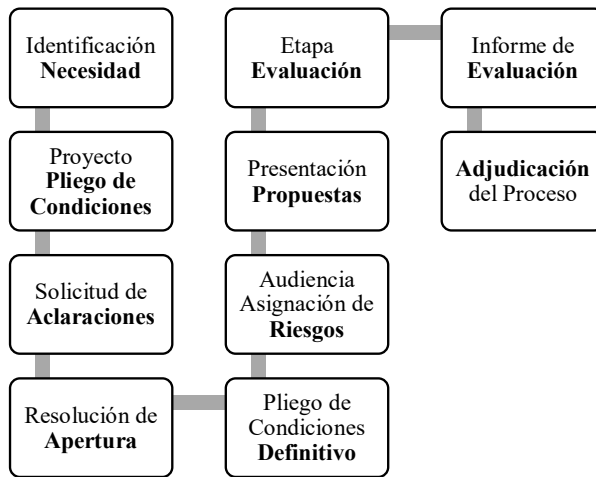 Identificación
Necesidad
Proyecto
Pliego de
Condiciones
Solicitud de
Aclaraciones
Resolución de
Apertura
Pliego de
Condiciones
Definitivo
Audiencia
Asignación de
Riesgos
Presentación
Propuestas
Etapa
Evaluación
Informe de
Evaluación
Adjudicación
del Proceso